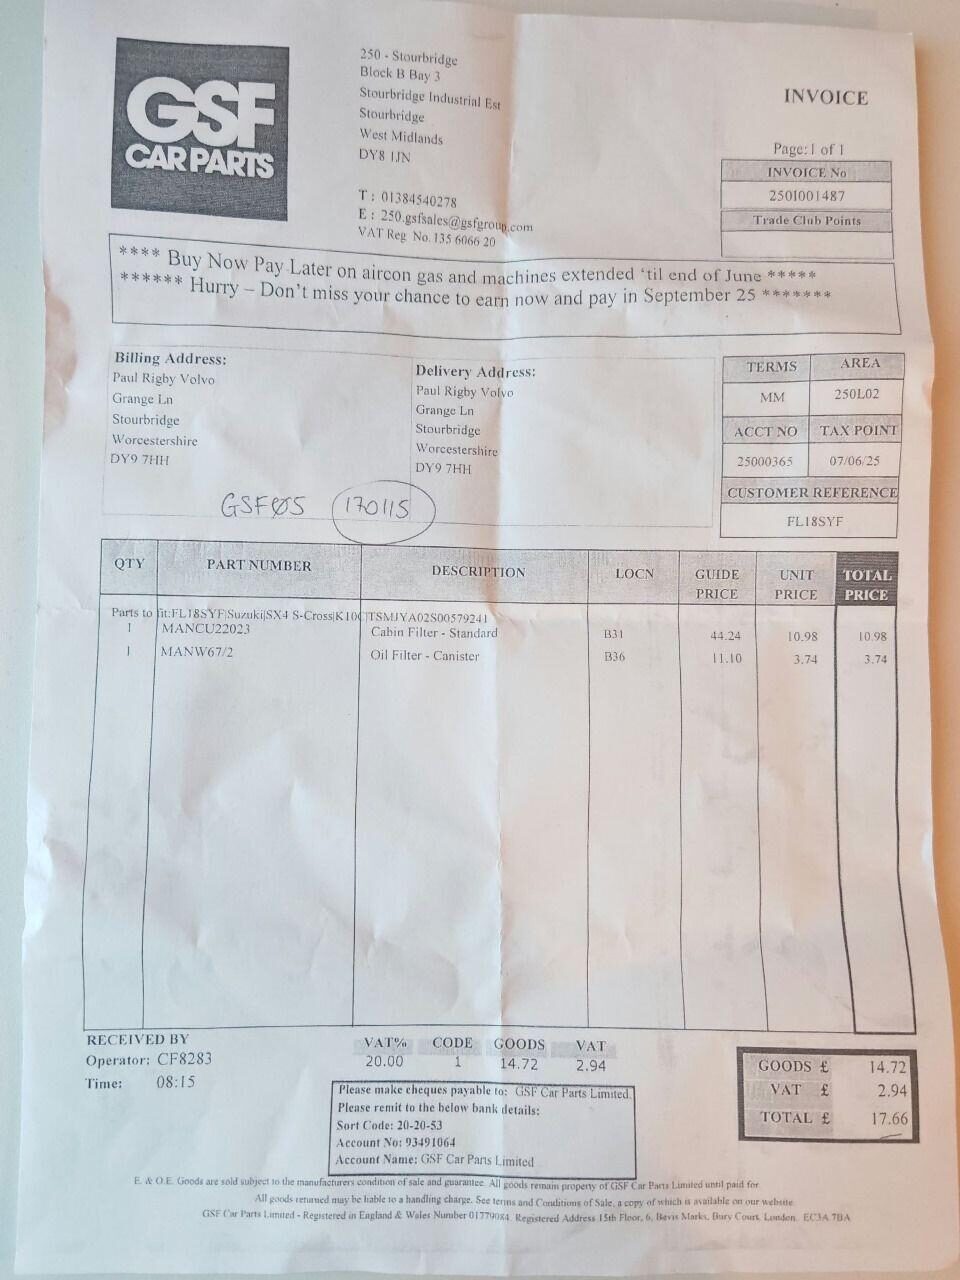 GSF
CAR PARTS
250 - Stourbridge
Block B Bay 3
Stourbridge Industrial Est
Stourbridge
West Midlands
DY8 1JN
T : 01384540278
E : 250.gsfsales@gsfgroup.com
VAT Reg No. 135 6066 20
INVOICE
Page:1 of 1
INVOICE No
2501001487
Trade Club Points
**** Buy Now Pay Later on aircon gas and machines extended 'til end of June *****
****** Hurry – Don't miss your chance to earn now and pay in September 25 *******
Billing Address:
Paul Rigby Volvo
Grange Ln
Stourbridge
Worcestershire
DY9 7HH
Delivery Address:
Paul Rigby Volvo
Grange Ln
Stourbridge
Worcestershire
DY9 7HH
TERMS AREA
MM 250L02
ACCT NO TAX POINT
25000365 07/06/25
CUSTOMER REFERENCE
FL18SYF
GSF05 170115
QTY PART NUMBER DESCRIPTION LOCN GUIDE PRICE UNIT PRICE TOTAL PRICE
Parts to fit:FL18SYF|Suzuki|SX4 S-Cross|K10C|TSMJYA02S00579241
1 MANCU22023 Cabin Filter - Standard B31 44.24 10.98 10.98
1 MANW67/2 Oil Filter - Canister B36 11.10 3.74 3.74
RECEIVED BY
Operator: CF8283
Time: 08:15
VAT% CODE GOODS VAT
20.00 1 14.72 2.94
Please make cheques payable to: GSF Car Parts Limited.
Please remit to the below bank details:
Sort Code: 20-20-53
Account No: 93491064
Account Name: GSF Car Parts Limited
GOODS £ 14.72
VAT £ 2.94
TOTAL £ 17.66
E. & O.E. Goods are sold subject to the manufacturers condition of sale and guarantee. All goods remain property of GSF Car Parts Limited until paid for.
All goods returned may be liable to a handling charge. See terms and Conditions of Sale, a copy of which is available on our website
GSF Car Parts Limited - Registered in England & Wales Number 01779084. Registered Address 15th Floor, 6, Bevis Marks, Bury Court, London. EC3A 7BA